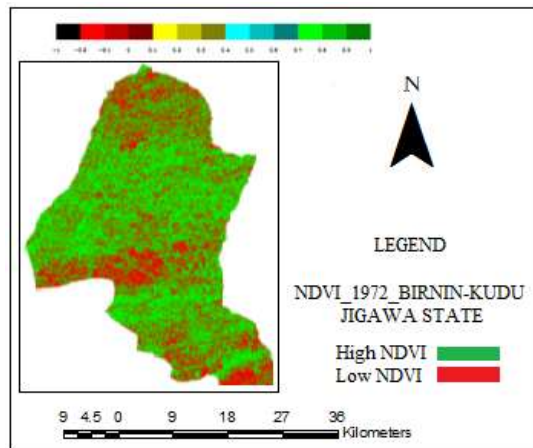 N
LEGEND
NDVI_1972_BIRNIN-KUDU
JIGAWA STATE
High NDVI
Low NDVI
9 4.5 0 9 18 27 36
Kilometers